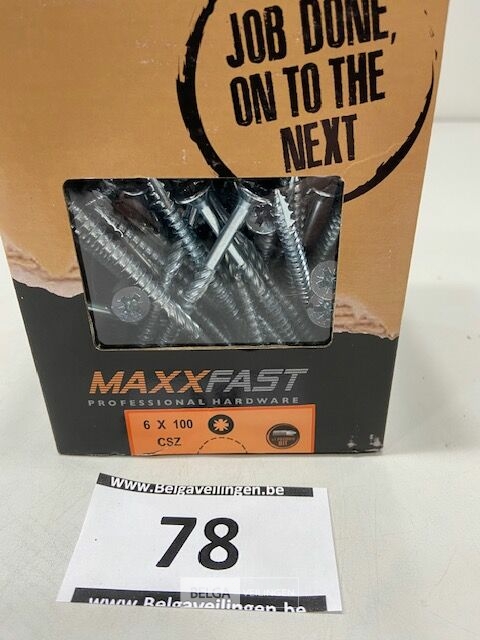 JOB DONE,
ON TO THE
NEXT
MAXXFAST
PROFESSIONAL HARDWARE
6 X 100
CSZ
BIT
www.Belgaveilingen.be
78
BELGA
www.Belgaveilingen.be